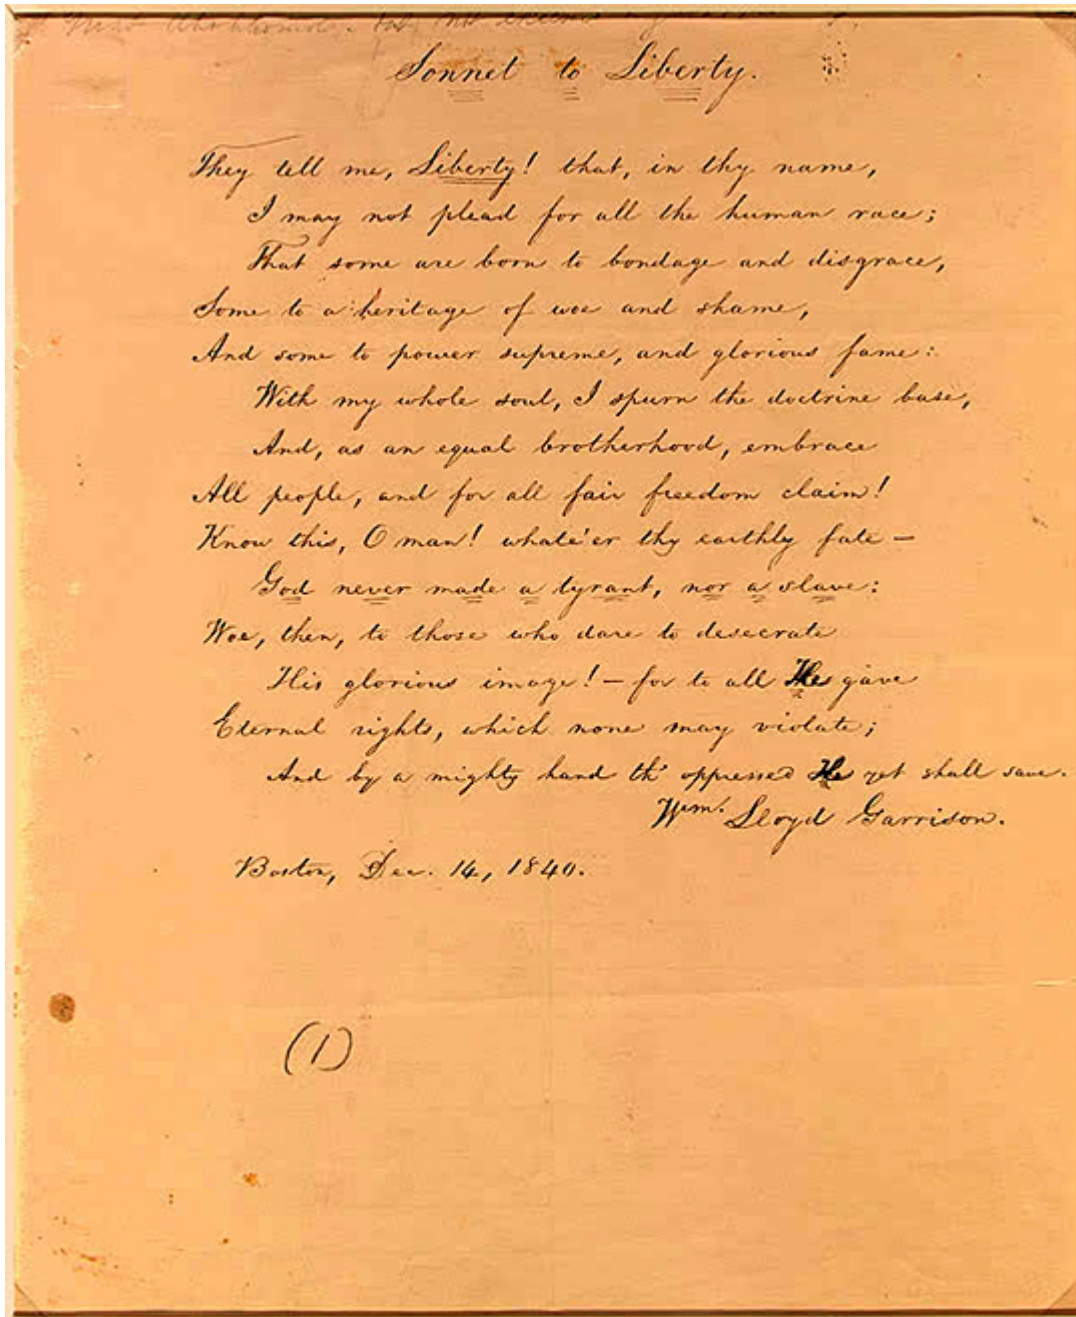 Sonnet to Liberty.
They tell me, Liberty! that, in thy name,
I may not plead for all the human race;
That some are born to bondage and disgrace,
Some to a heritage of woe and shame,
And some to power supreme, and glorious fame:
With my whole soul, I spurn the doctrine base,
And, as an equal brotherhood, embrace
All people, and for all fair freedom claim!
Know this, O man! whate'er thy earthly fate —
God never made a tyrant, nor a slave:
Woe, then, to those who dare to desecrate
His glorious image! — for to all He gave
Eternal rights, which none may violate;
And by a mighty hand th' oppressed He yet shall save.
Wm. Lloyd Garrison.
Boston, Dec. 14, 1840.
(1)